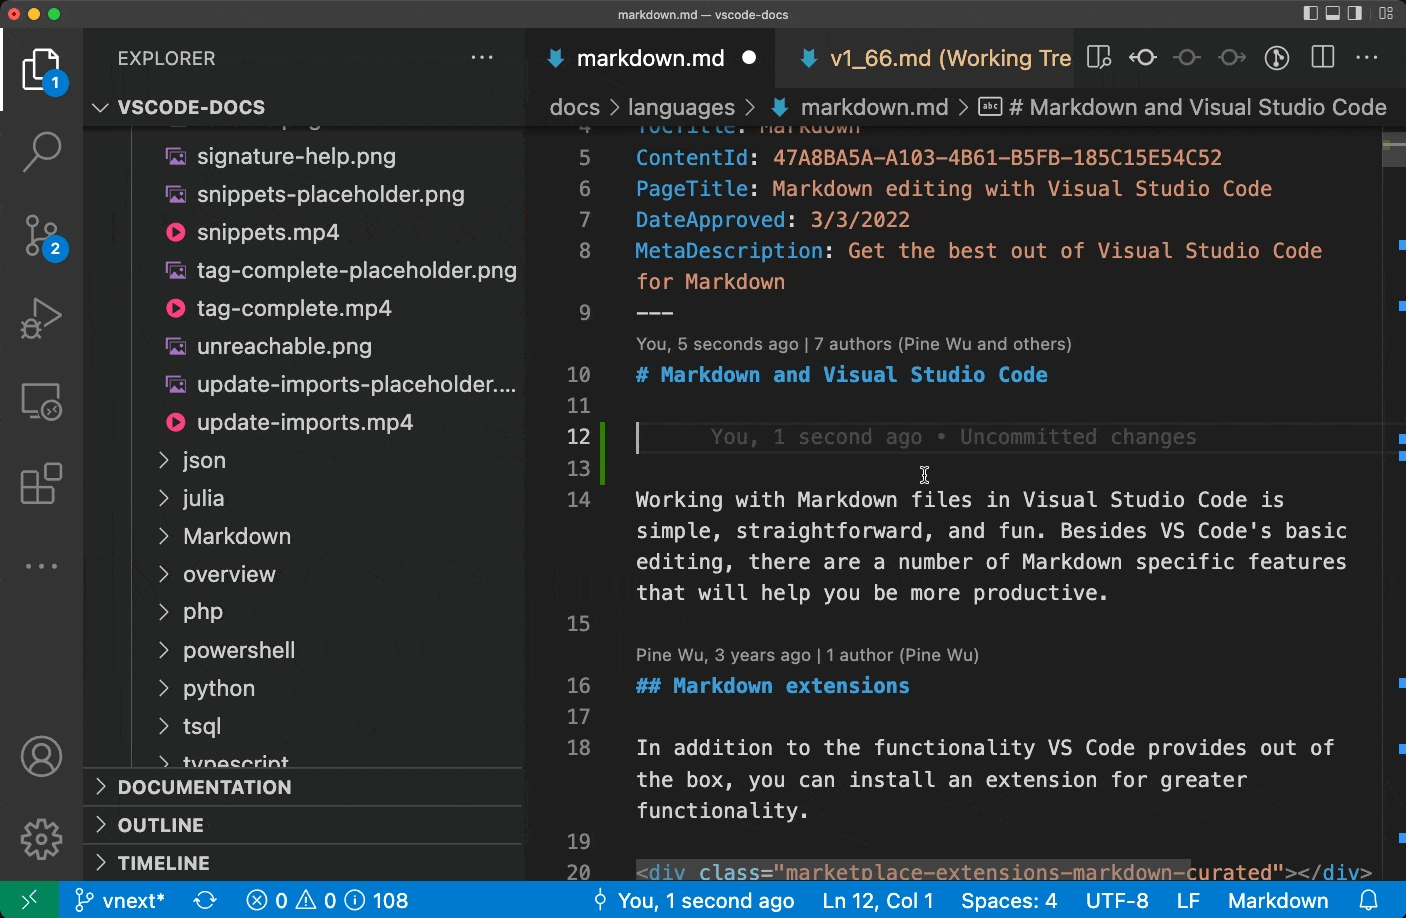 markdown.md — vscode-docs
EXPLORER
markdown.md
v1_66.md (Working Tre
1
VSCODE-DOCS
docs > languages > markdown.md > # Markdown and Visual Studio Code
signature-help.png
snippets-placeholder.png
snippets.mp4
tag-complete-placeholder.png
tag-complete.mp4
unreachable.png
update-imports-placeholder....
update-imports.mp4
json
julia
Markdown
overview
php
powershell
python
tsql
typescript
DOCUMENTATION
OUTLINE
TIMELINE
2
4 TocTitle: Markdown
5 ContentId: 47A8BA5A-A103-4B61-B5FB-185C15E54C52
6 PageTitle: Markdown editing with Visual Studio Code
7 DateApproved: 3/3/2022
8 MetaDescription: Get the best out of Visual Studio Code
for Markdown
9 ---
You, 5 seconds ago | 7 authors (Pine Wu and others)
10 # Markdown and Visual Studio Code
11
12 You, 1 second ago • Uncommitted changes
13
14 Working with Markdown files in Visual Studio Code is
simple, straightforward, and fun. Besides VS Code's basic
editing, there are a number of Markdown specific features
that will help you be more productive.
15
Pine Wu, 3 years ago | 1 author (Pine Wu)
16 ## Markdown extensions
17
18 In addition to the functionality VS Code provides out of
the box, you can install an extension for greater
functionality.
19
20 <div class="marketplace-extensions-markdown-curated"></div>
vnext* 0 0 108 You, 1 second ago Ln 12, Col 1 Spaces: 4 UTF-8 LF Markdown